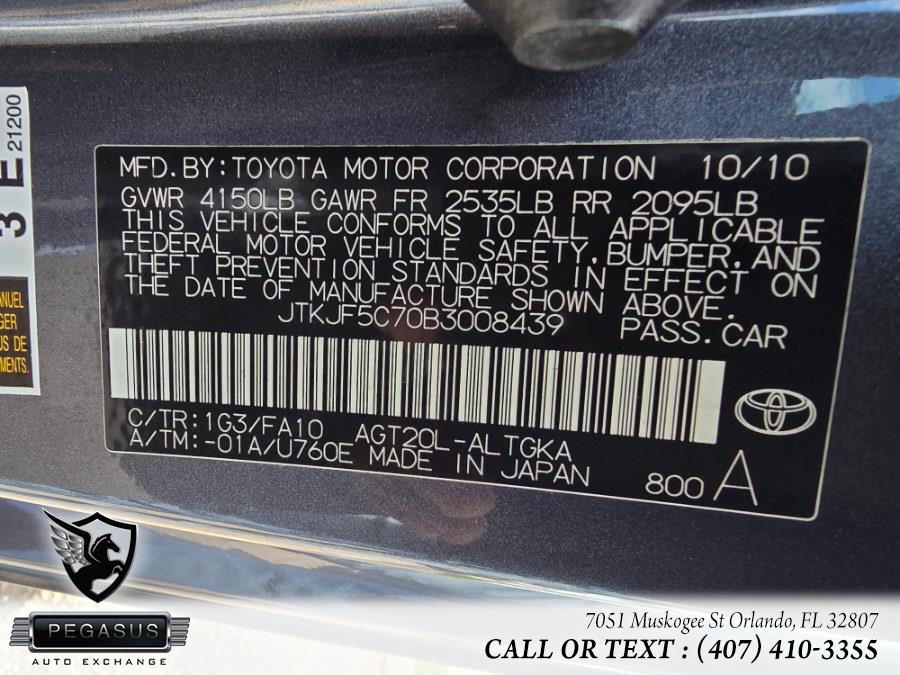 3 E
21200
ANUEL
GER
US DE
EMENTS.
MFD.BY:TOYOTA MOTOR CORPORATION 10/10
GVWR 4150LB GAWR FR 2535LB RR 2095LB
THIS VEHICLE CONFORMS TO ALL APPLICABLE
FEDERAL MOTOR VEHICLE SAFETY,BUMPER,AND
THEFT PREVENTION STANDARDS IN EFFECT ON
THE DATE OF MANUFACTURE SHOWN ABOVE.
JTKJF5C70B3008439 PASS.CAR
C/TR:1G3/FA10 AGT20L-ALTGKA
A/TM:-01A/U760E MADE IN JAPAN
800 A
PEGASUS
AUTO EXCHANGE
7051 Muskogee St Orlando, FL 32807
CALL OR TEXT : (407) 410-3355